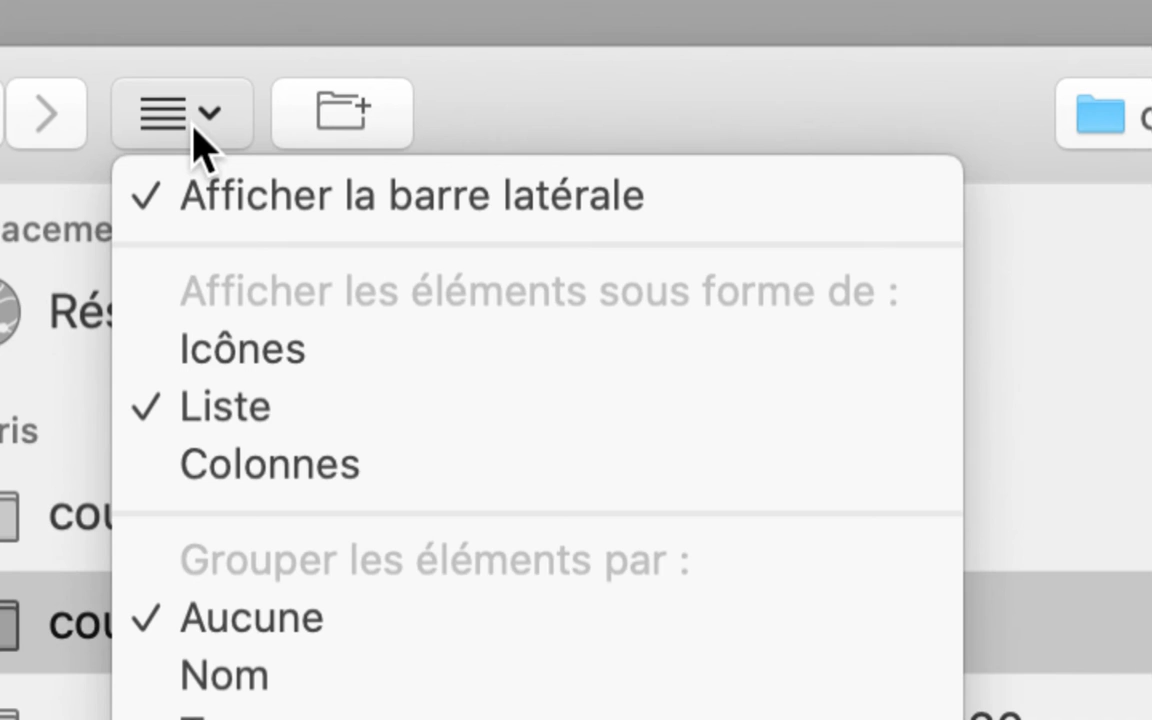 Afficher la barre latérale
Afficher les éléments sous forme de :
Icônes
Liste
Colonnes
Grouper les éléments par :
Aucune
Nom